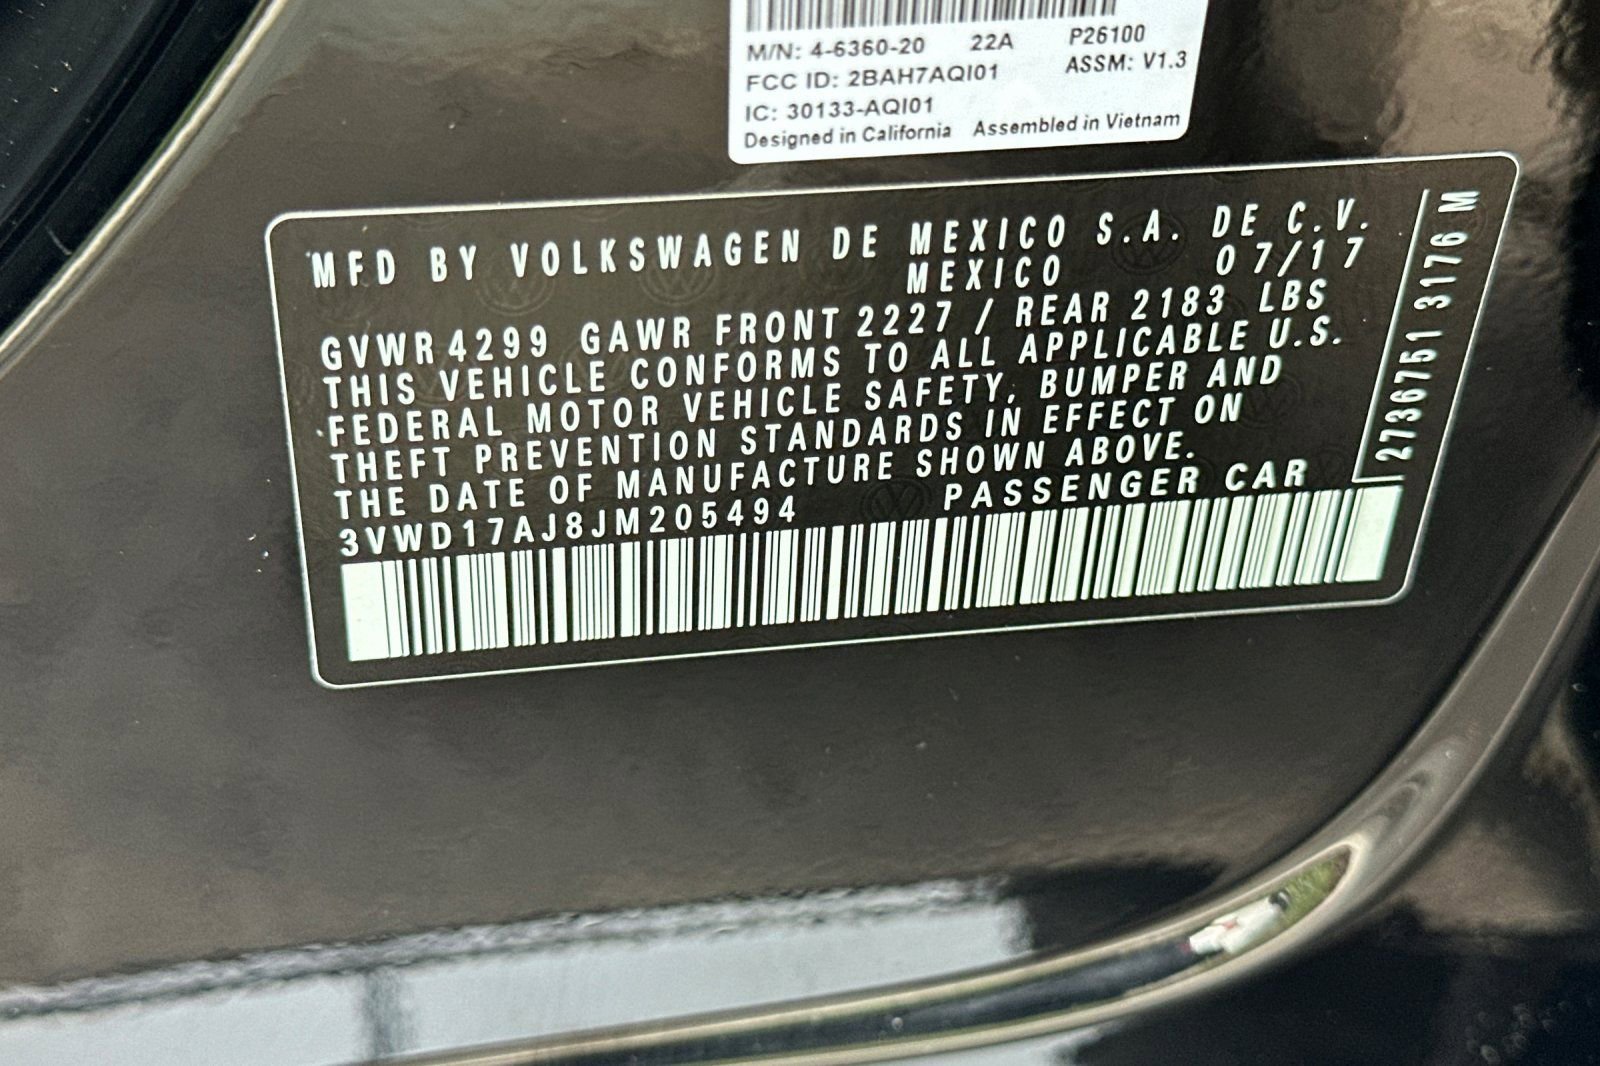 M/N: 4-6360-20 22A P26100
FCC ID: 2BAH7AQI01 ASSM: V1.3
IC: 30133-AQI01
Designed in California Assembled in Vietnam
MFD BY VOLKSWAGEN DE MEXICO S.A. DE C.V.
MEXICO 07/17
GVWR 4299 GAWR FRONT 2227 / REAR 2183 LBS
THIS VEHICLE CONFORMS TO ALL APPLICABLE U.S.
FEDERAL MOTOR VEHICLE SAFETY, BUMPER AND
THEFT PREVENTION STANDARDS IN EFFECT ON
THE DATE OF MANUFACTURE SHOWN ABOVE.
3VWD17AJ8JM205494 PASSENGER CAR
2736751 3176 M